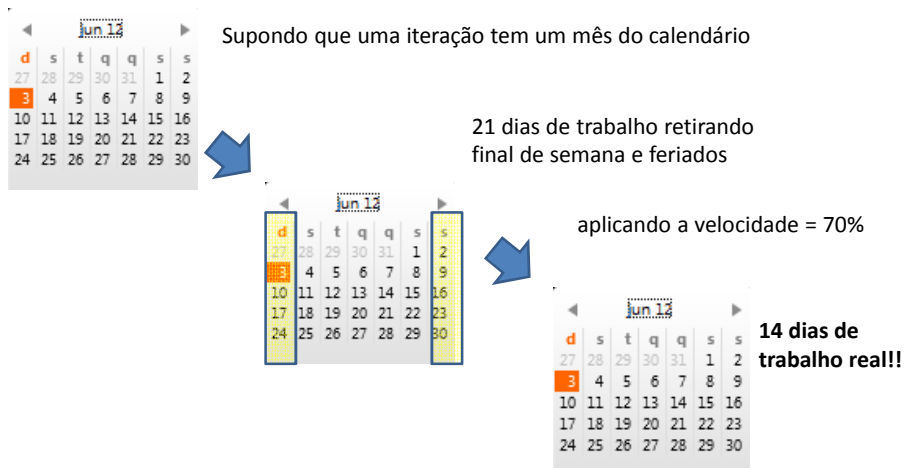 jun 12
d s t q q s s
27 28 29 30 31 1 2
3 4 5 6 7 8 9
10 11 12 13 14 15 16
17 18 19 20 21 22 23
24 25 26 27 28 29 30
Supondo que uma iteração tem um mês do calendário
21 dias de trabalho retirando
final de semana e feriados
jun 12
d s t q q s s
27 28 29 30 31 1 2
3 4 5 6 7 8 9
10 11 12 13 14 15 16
17 18 19 20 21 22 23
24 25 26 27 28 29 30
aplicando a velocidade = 70%
jun 12
d s t q q s s
27 28 29 30 31 1 2
3 4 5 6 7 8 9
10 11 12 13 14 15 16
17 18 19 20 21 22 23
24 25 26 27 28 29 30
14 dias de
trabalho real!!